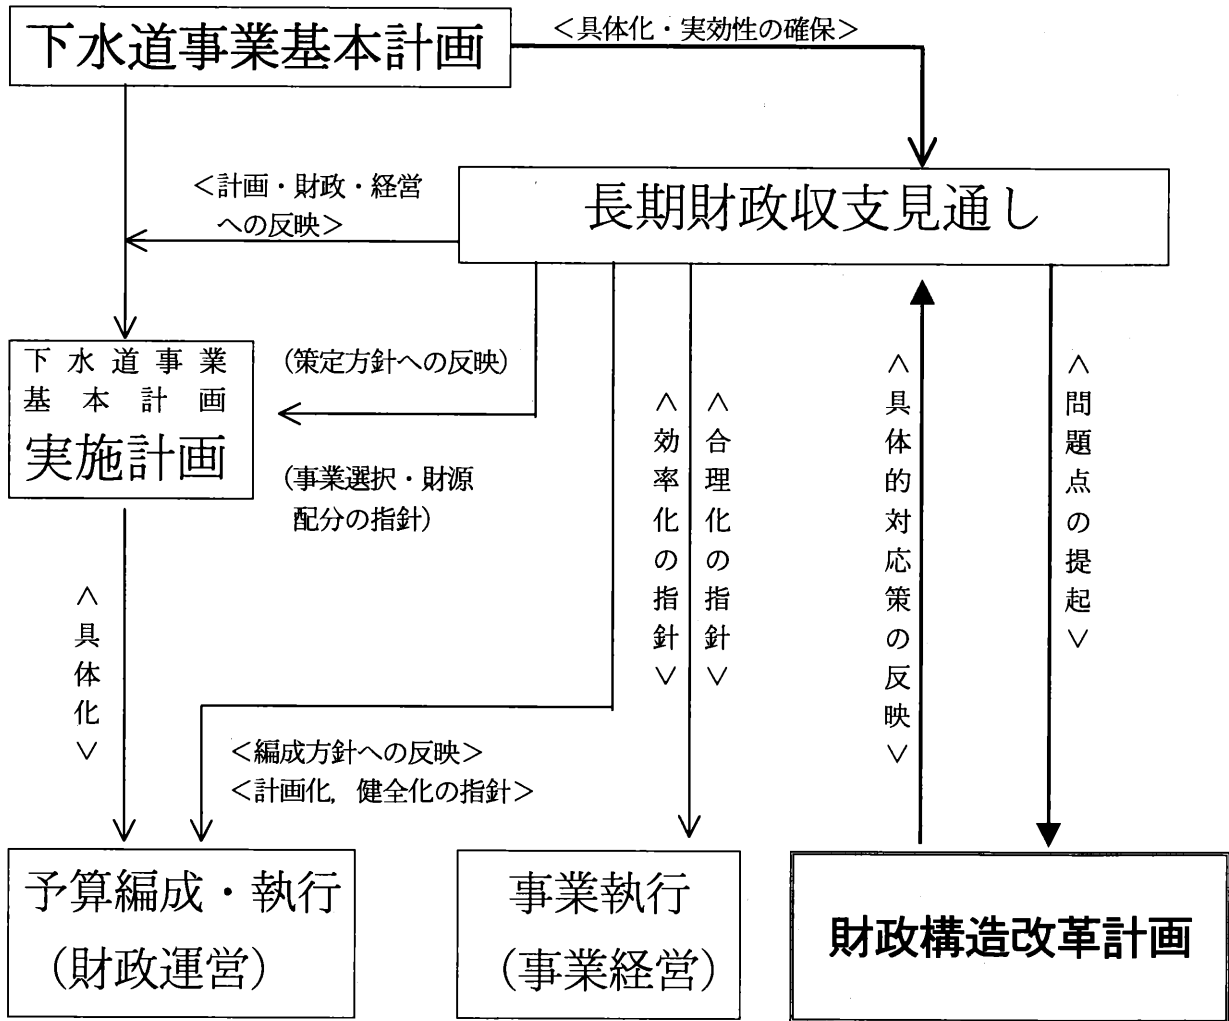 下水道事業基本計画
＜具体化・実効性の確保＞
＜計画・財政・経営
への反映＞
長期財政収支見通し
下水道事業
基本計画
実施計画
(策定方針への反映)
(事業選択・財源
配分の指針)
＜効率化の指針＞
＜合理化の指針＞
＜具体的対応策の反映＞
＜問題点の提起＞
＜具体化＞
＜編成方針への反映＞
＜計画化，健全化の指針＞
予算編成・執行
(財政運営)
事業執行
(事業経営)
財政構造改革計画